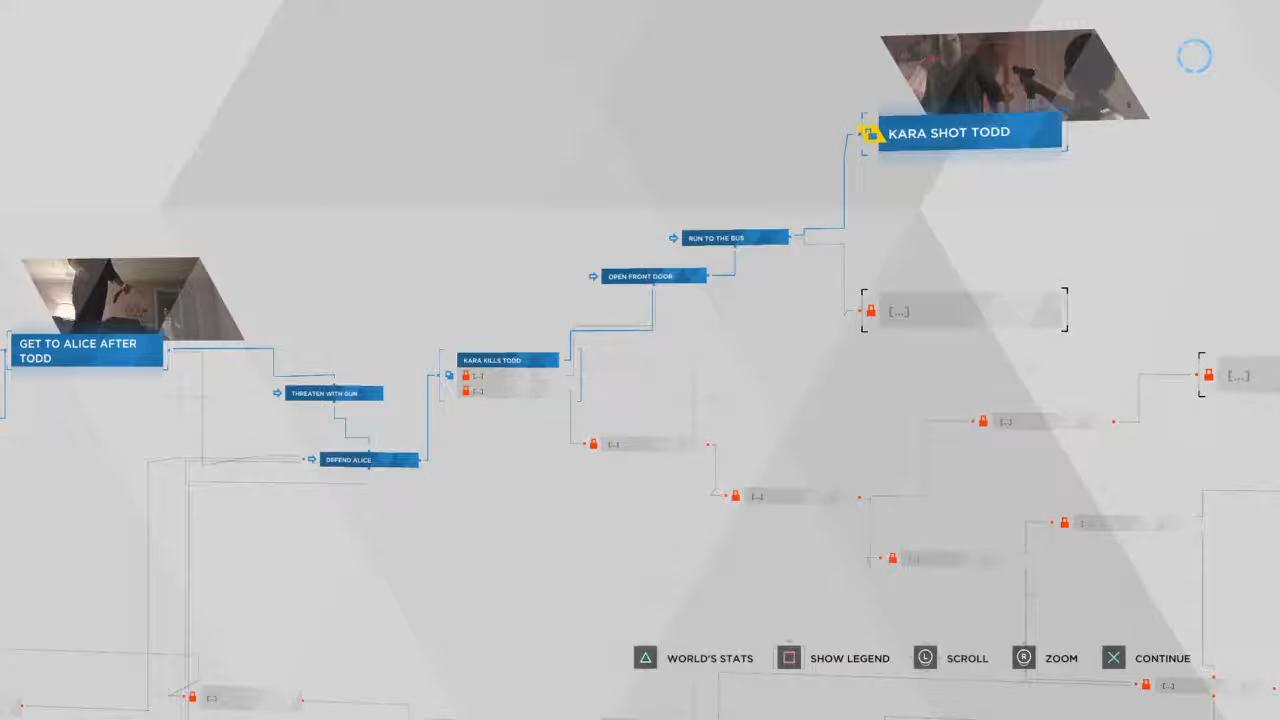 KARA SHOT TODD
RUN TO THE BUS
OPEN FRONT DOOR
[...]
GET TO ALICE AFTER
TODD
KARA KILLS TODD
[...]
[...]
[...]
THREATEN WITH GUN
[...]
[...]
DEFEND ALICE
[...]
[...]
WORLD'S STATS
SHOW LEGEND
L
SCROLL
R
ZOOM
CONTINUE
[...]
[...]